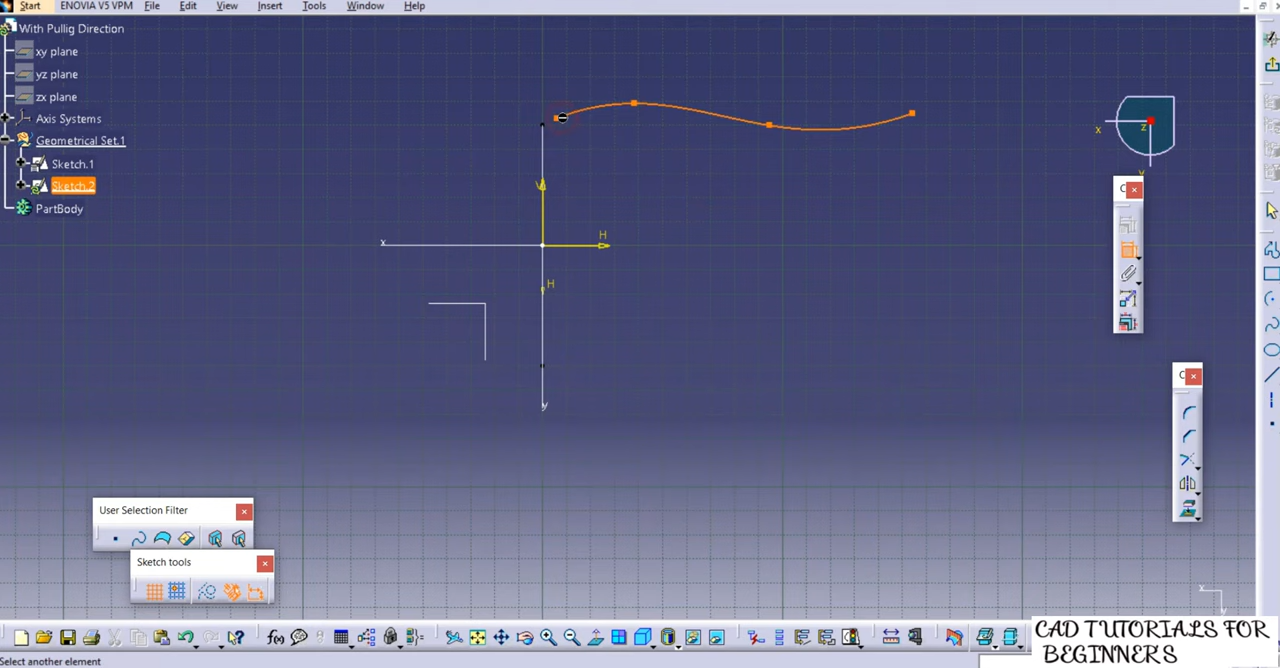 Start ENOVIA V5 VPM File Edit View Insert Tools Window Help
With Pullig Direction
xy plane
yz plane
zx plane
Axis Systems
Geometrical Set.1
Sketch.1
Sketch.2
PartBody
V
H
H
x
y
x
z
y
C
C
User Selection Filter
Sketch tools
f(x)
x
y
Select another element
CAD TUTORIALS FOR
BEGINNERS